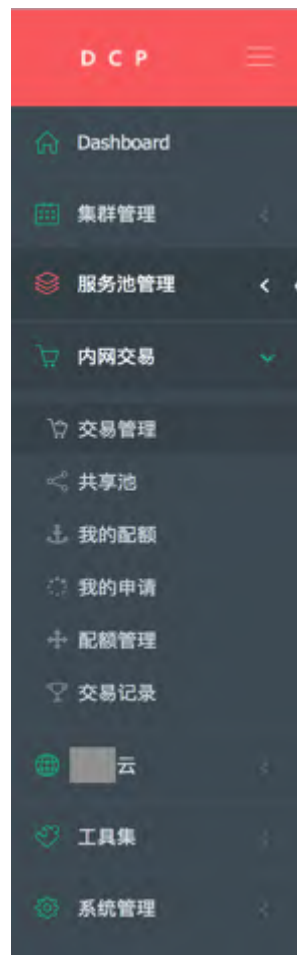 D C P
Dashboard
集群管理
服务池管理
内网交易
交易管理
共享池
我的配额
我的申请
配额管理
交易记录
云
工具集
系统管理